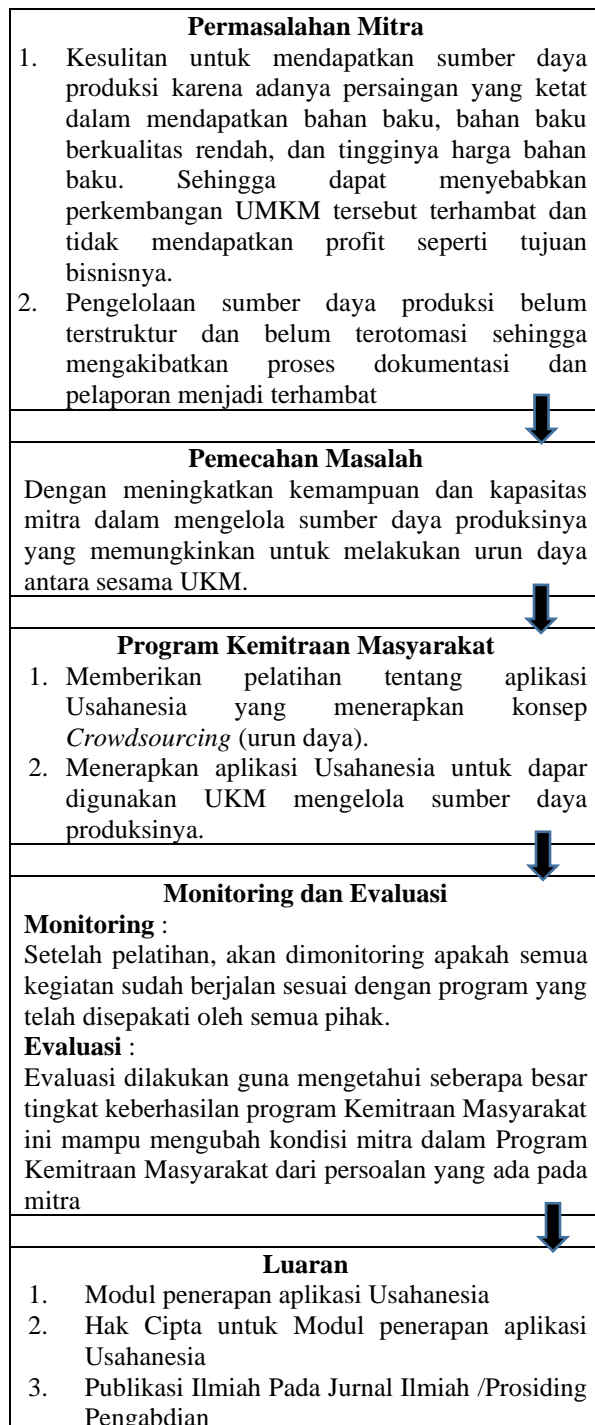 Permasalahan Mitra
1. Kesulitan untuk mendapatkan sumber daya
produksi karena adanya persaingan yang ketat
dalam mendapatkan bahan baku, bahan baku
berkualitas rendah, dan tingginya harga bahan
baku. Sehingga dapat menyebabkan
perkembangan UMKM tersebut terhambat dan
tidak mendapatkan profit seperti tujuan
bisnisnya.
2. Pengelolaan sumber daya produksi belum
terstruktur dan belum terotomasi sehingga
mengakibatkan proses dokumentasi dan
pelaporan menjadi terhambat
Pemecahan Masalah
Dengan meningkatkan kemampuan dan kapasitas
mitra dalam mengelola sumber daya produksinya
yang memungkinkan untuk melakukan urun daya
antara sesama UKM.
Program Kemitraan Masyarakat
1. Memberikan pelatihan tentang aplikasi
Usahanesia yang menerapkan konsep
Crowdsourcing (urun daya).
2. Menerapkan aplikasi Usahanesia untuk dapar
digunakan UKM mengelola sumber daya
produksinya.
Monitoring dan Evaluasi
Monitoring :
Setelah pelatihan, akan dimonitoring apakah semua
kegiatan sudah berjalan sesuai dengan program yang
telah disepakati oleh semua pihak.
Evaluasi :
Evaluasi dilakukan guna mengetahui seberapa besar
tingkat keberhasilan program Kemitraan Masyarakat
ini mampu mengubah kondisi mitra dalam Program
Kemitraan Masyarakat dari persoalan yang ada pada
mitra
Luaran
1. Modul penerapan aplikasi Usahanesia
2. Hak Cipta untuk Modul penerapan aplikasi
Usahanesia
3. Publikasi Ilmiah Pada Jurnal Ilmiah /Prosiding
Pengabdian